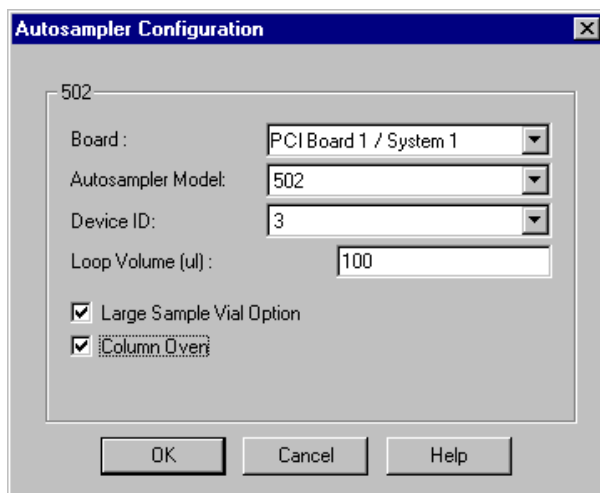 Autosampler Configuration
502
Board : PCI Board 1 / System 1
Autosampler Model: 502
Device ID: 3
Loop Volume (ul) : 100
Large Sample Vial Option
Column Oven
OK Cancel Help